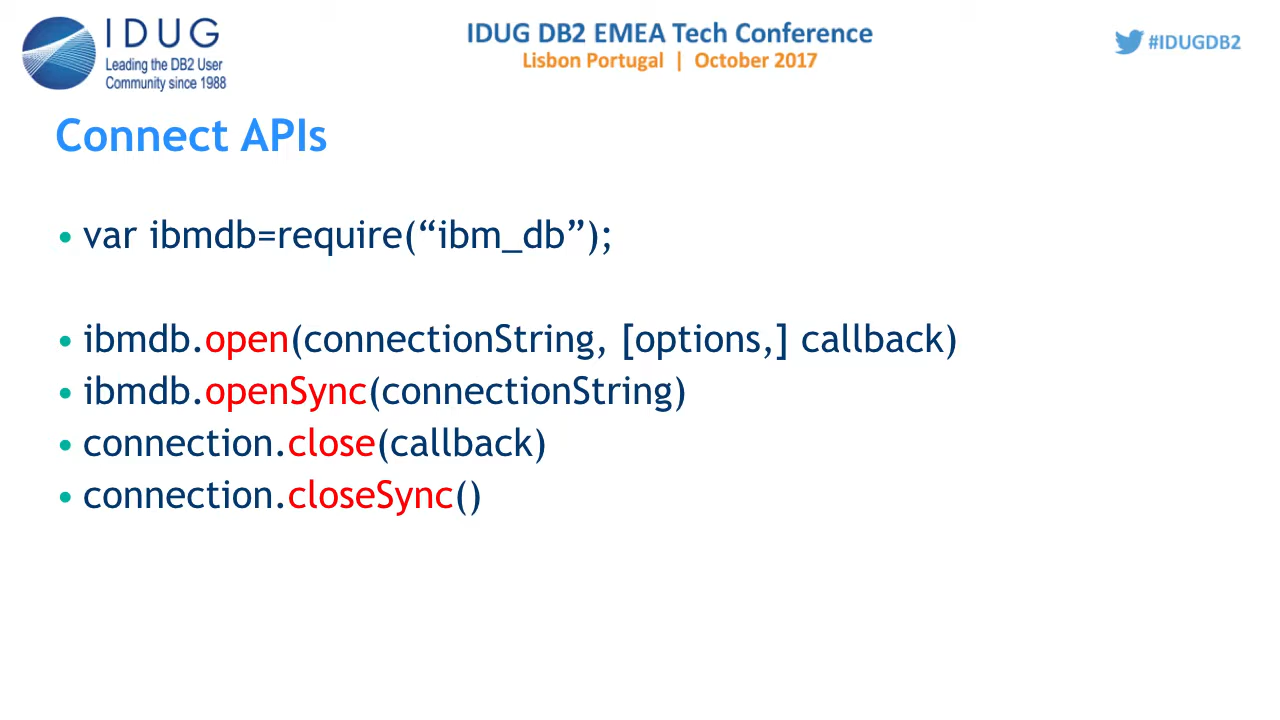 IDUG
Leading the DB2 User
Community since 1988
IDUG DB2 EMEA Tech Conference
Lisbon Portugal | October 2017
#IDUGDB2
Connect APIs
• var ibmdb=require(“ibm_db”);
• ibmdb.open(connectionString, [options,] callback)
• ibmdb.openSync(connectionString)
• connection.close(callback)
• connection.closeSync()